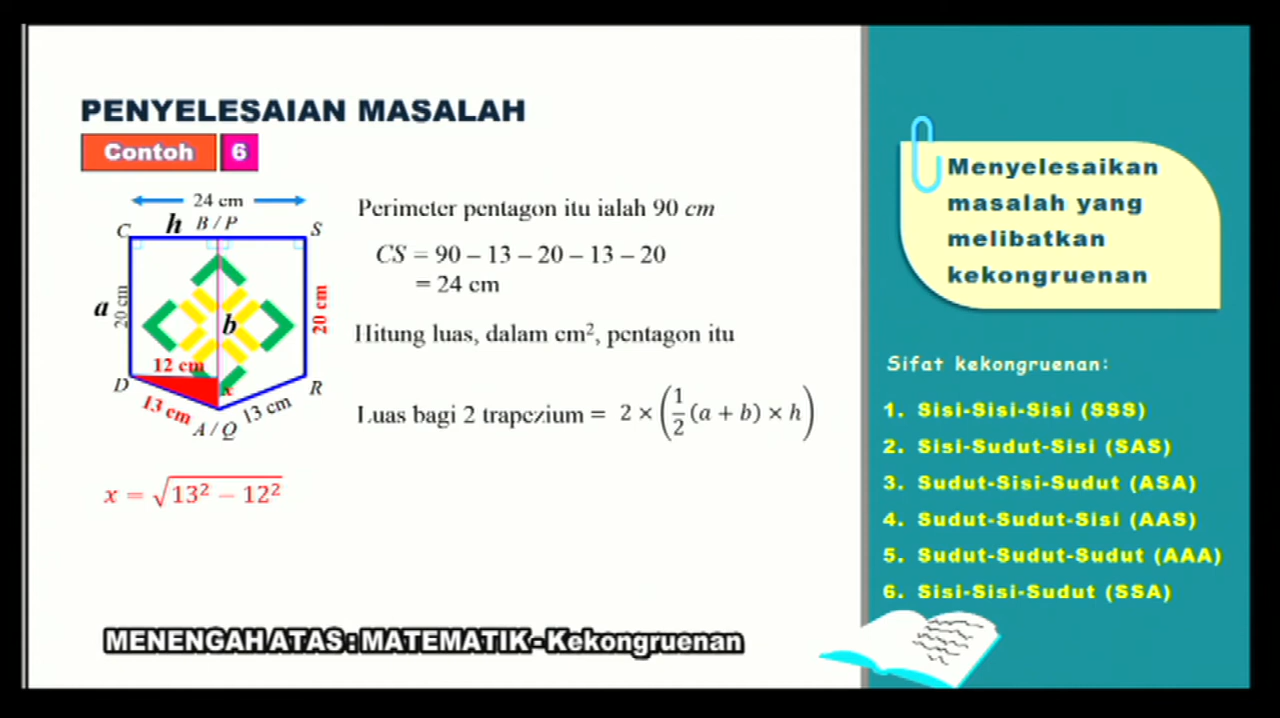 PENYELESAIAN MASALAH
Contoh 6
24 cm
C h B / P S
a 20 cm b 20 cm
12 cm
D x R
13 cm 13 cm
A / Q
Perimeter pentagon itu ialah 90 cm
CS = 90 – 13 – 20 – 13 – 20
= 24 cm
Hitung luas, dalam cm², pentagon itu
Luas bagi 2 trapezium = 2 × (1/2 (a + b) × h)
x = √(13² − 12²)
MENENGAH ATAS : MATEMATIK - Kekongruenan
Menyelesaikan
masalah yang
melibatkan
kekongruenan
Sifat kekongruenan:
1. Sisi-Sisi-Sisi (SSS)
2. Sisi-Sudut-Sisi (SAS)
3. Sudut-Sisi-Sudut (ASA)
4. Sudut-Sudut-Sisi (AAS)
5. Sudut-Sudut-Sudut (AAA)
6. Sisi-Sisi-Sudut (SSA)